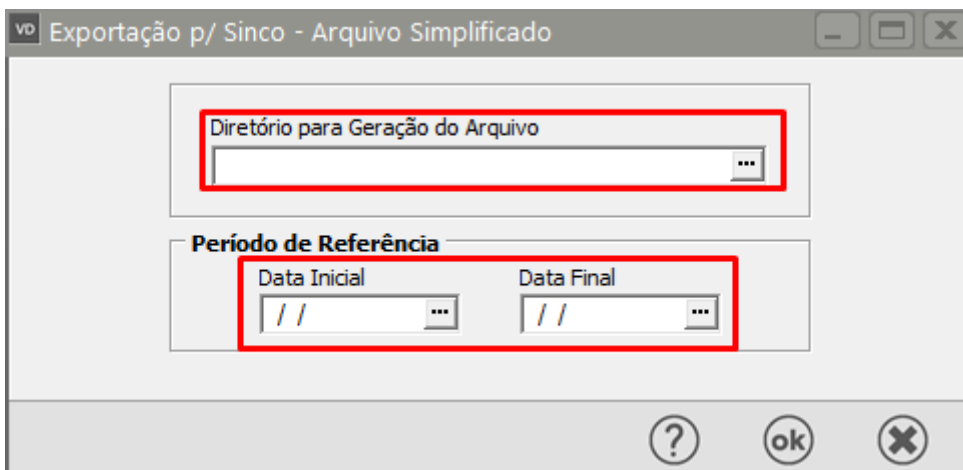 VD Exportação p/ Sinco - Arquivo Simplificado
Diretório para Geração do Arquivo
...
Período de Referência
Data Inicial Data Final
/ / ... / / ...
? ok